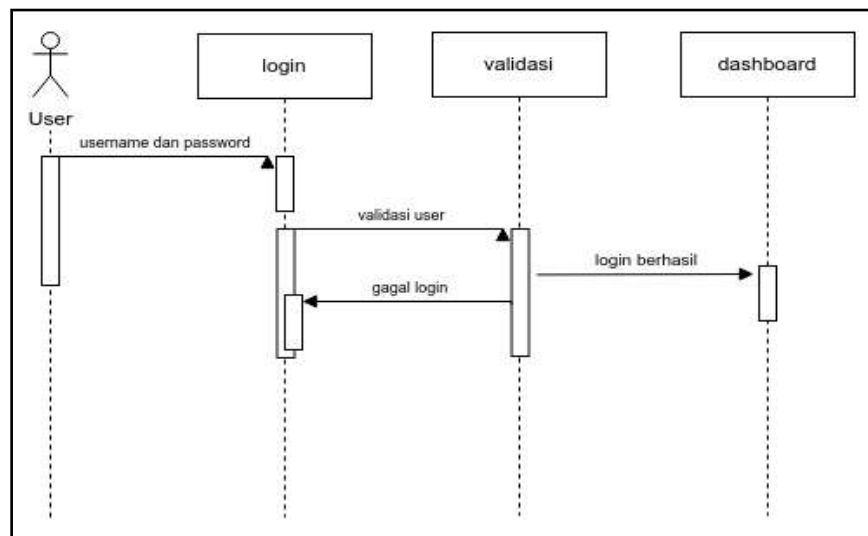 login
validasi
dashboard
User
username dan password
validasi user
login berhasil
gagal login